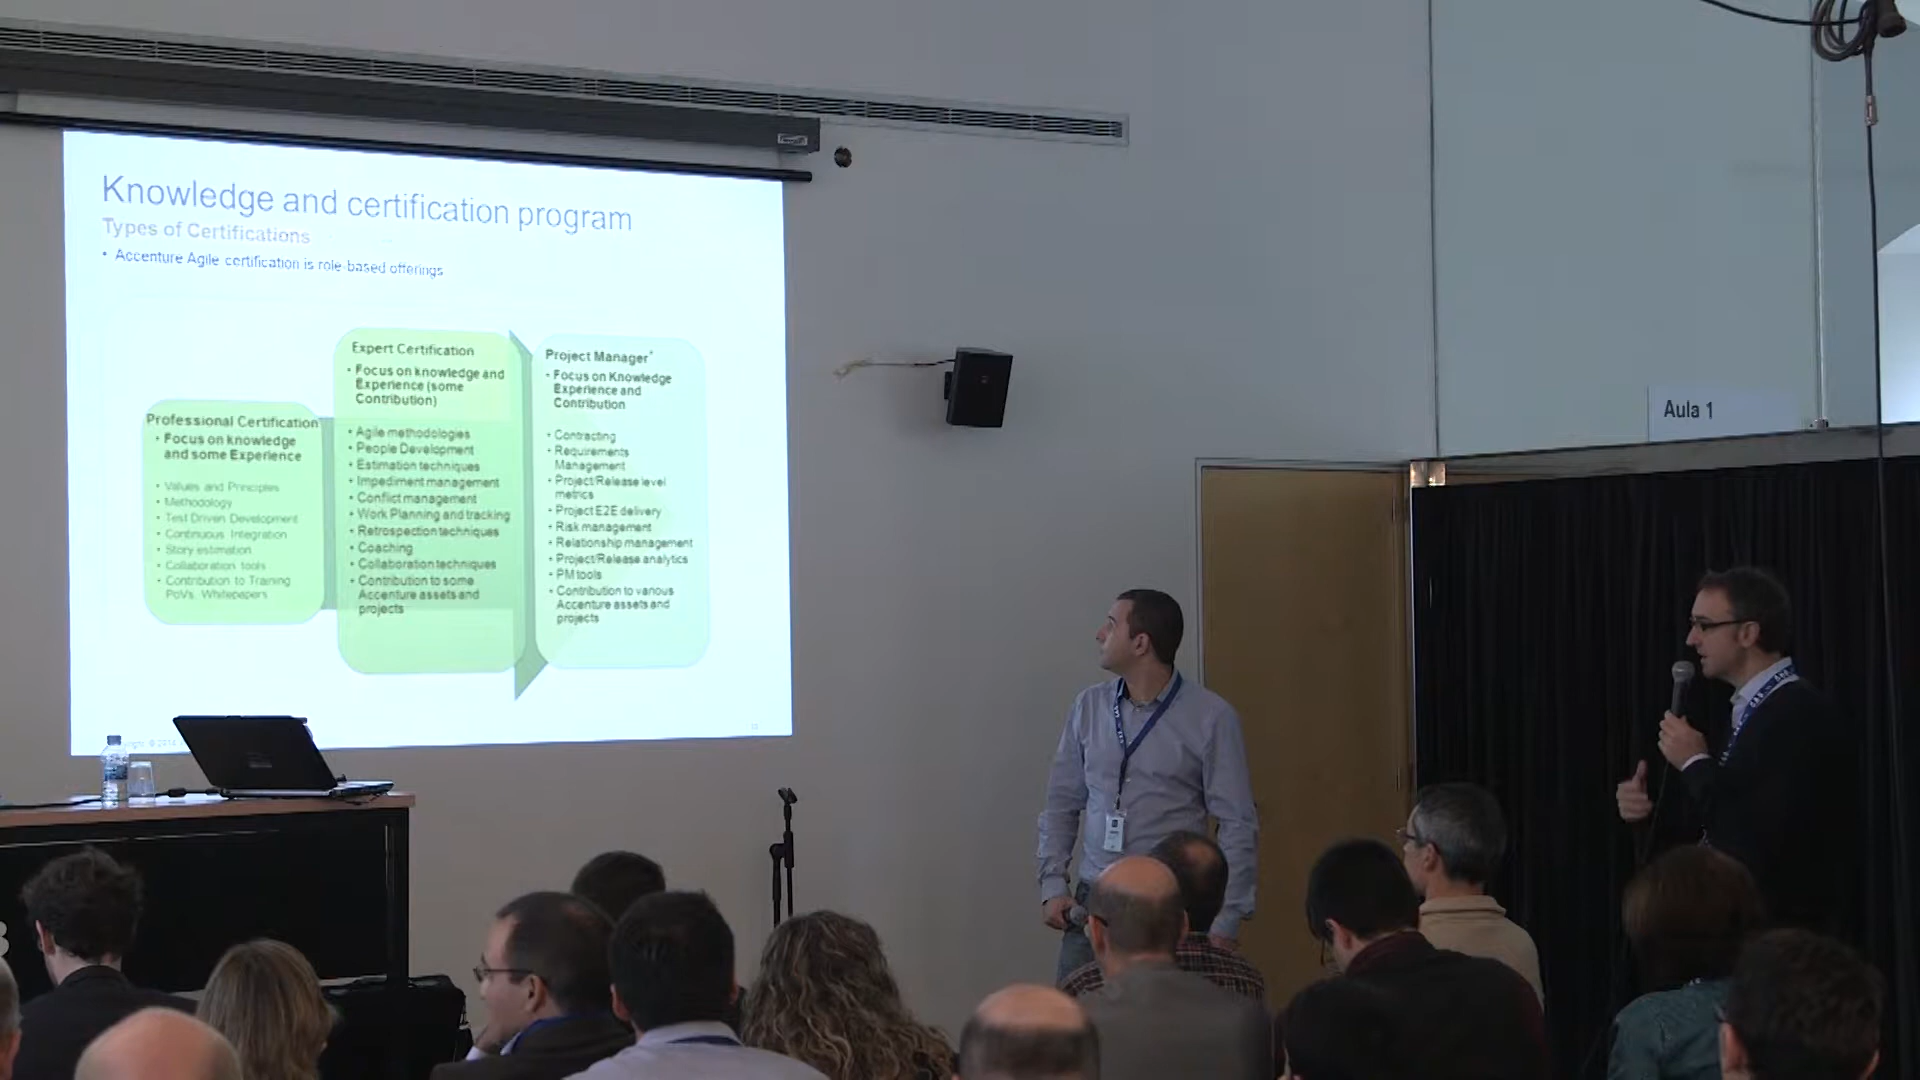 Knowledge and certification program
Types of Certifications
• Accenture Agile certification is role-based offerings
Professional Certification
• Focus on knowledge
and some Experience
• Values and Principles
• Methodology
• Test Driven Development
• Continuous Integration
• Story estimation
• Collaboration tools
• Contribution to Training
PoVs, Whitepapers
Expert Certification
• Focus on knowledge and
Experience (some
Contribution)
• Agile methodologies
• People Development
• Estimation techniques
• Impediment management
• Conflict management
• Work Planning and tracking
• Retrospection techniques
• Coaching
• Collaboration techniques
• Contribution to some
Accenture assets and
projects
Project Manager*
• Focus on Knowledge
Experience and
Contribution
• Contracting
• Requirements
Management
• Project/Release level
metrics
• Project E2E delivery
• Risk management
• Relationship management
• Project/Release analytics
• PM tools
• Contribution to various
Accenture assets and
projects
Aula 1